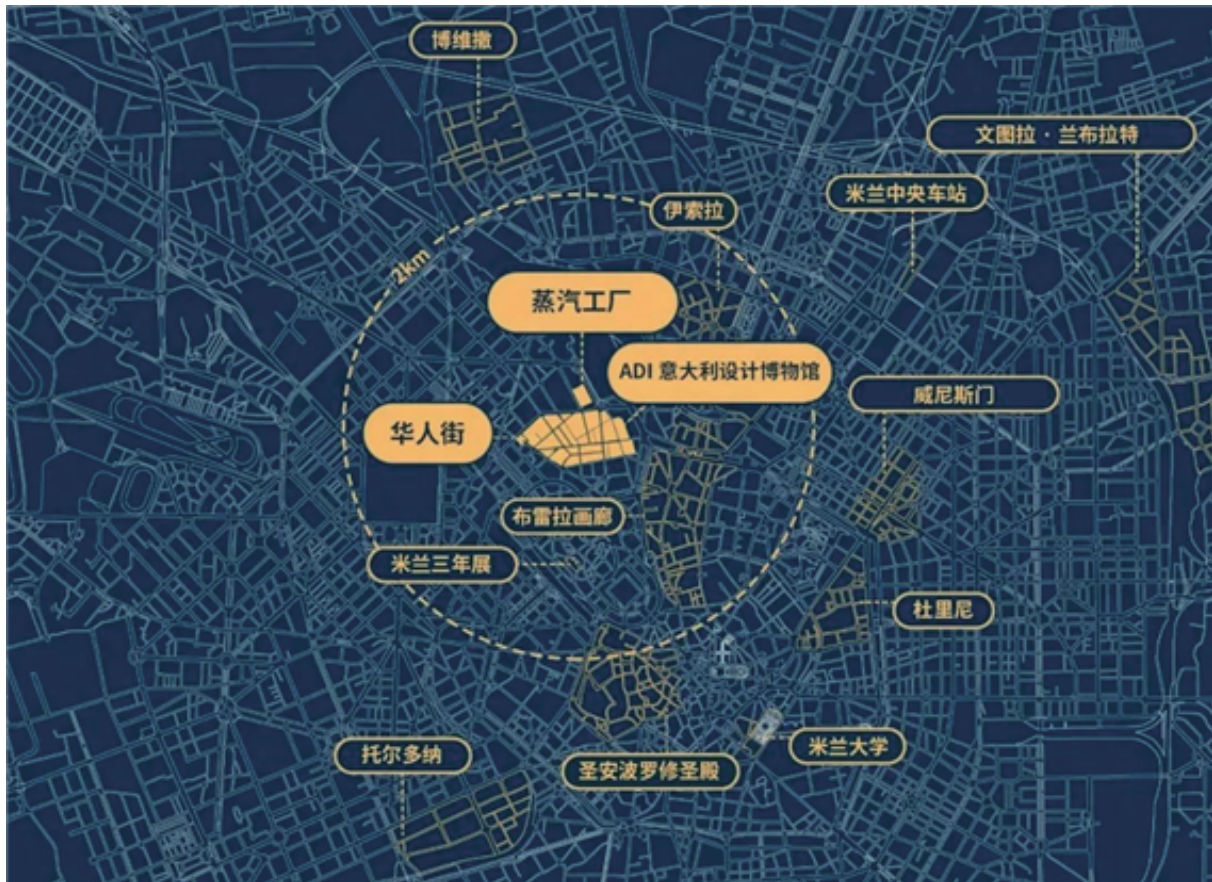 博维撒
文图拉·兰布拉特
米兰中央车站
伊索拉
2km
蒸汽工厂
ADI 意大利设计博物馆
威尼斯门
华人街
布雷拉画廊
米兰三年展
杜里尼
米兰大学
托尔多纳
圣安波罗修圣殿